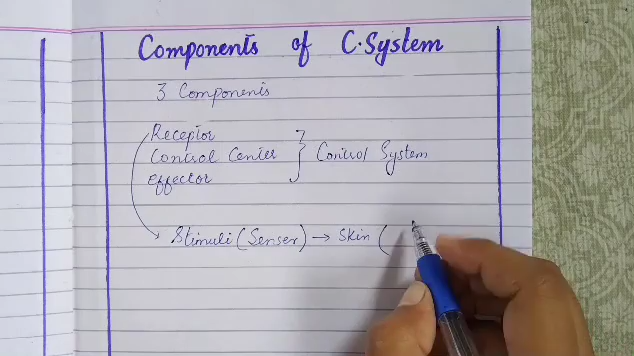 Components of C.System
3 Components
Receptor
Control Center } Control System
effector
Stimuli (Senser) → Skin (